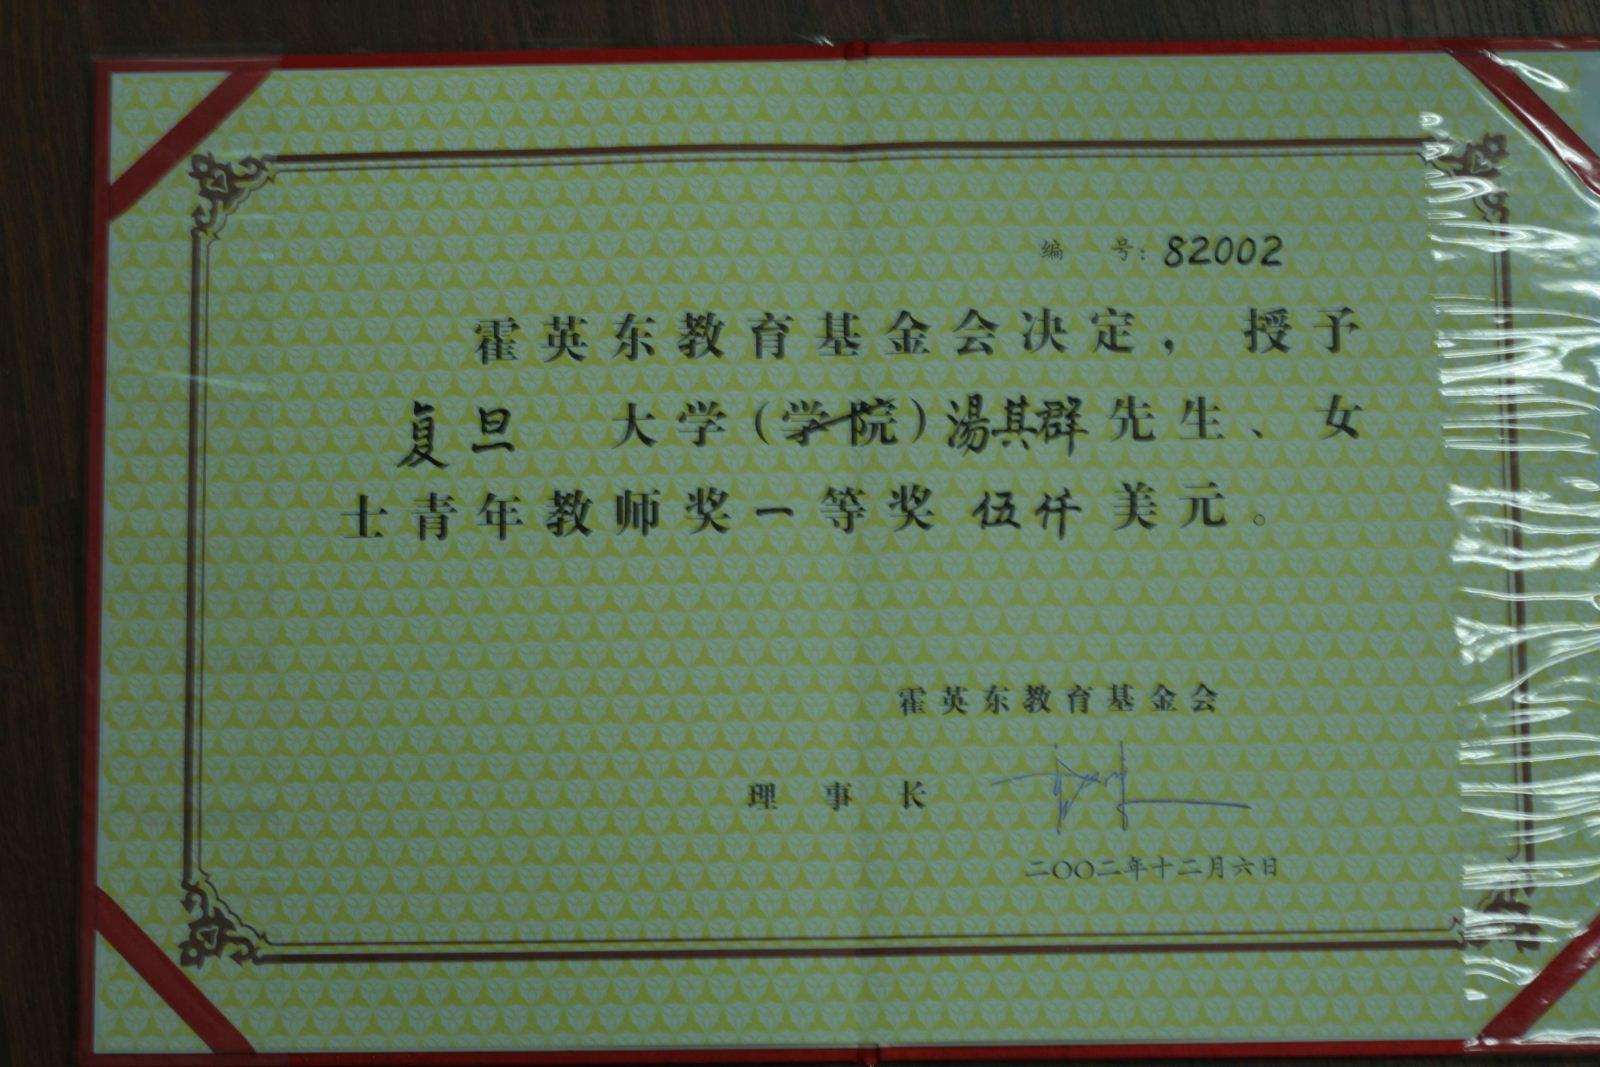 编 号：82002
霍英东教育基金会决定，授予
复旦 大学（学院）湯其群先生、女
士青年教师奖一等奖 伍仟 美元。
霍英东教育基金会
理事长
二〇〇二年十二月六日